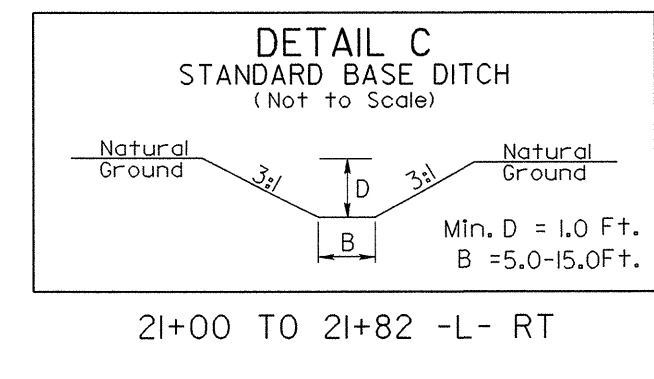 DETAIL C
STANDARD BASE DITCH
(Not to Scale)
Natural
Ground
3:1
D
3:1
Natural
Ground
B
Min. D = 1.0 Ft.
B =5.0-15.0Ft.
21+00 TO 21+82 -L- RT